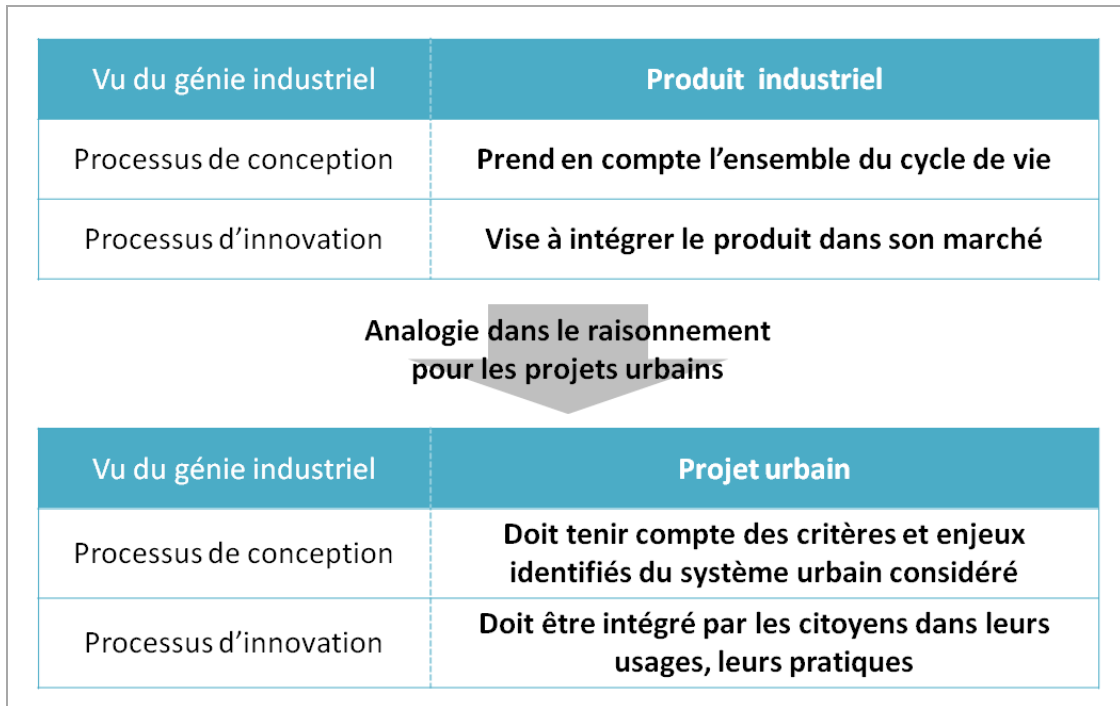 Vu du génie industriel
Produit industriel
Processus de conception
Prend en compte l’ensemble du cycle de vie
Processus d’innovation
Vise à intégrer le produit dans son marché
Analogie dans le raisonnement
pour les projets urbains
Vu du génie industriel
Projet urbain
Processus de conception
Doit tenir compte des critères et enjeux
identifiés du système urbain considéré
Processus d’innovation
Doit être intégré par les citoyens dans leurs
usages, leurs pratiques